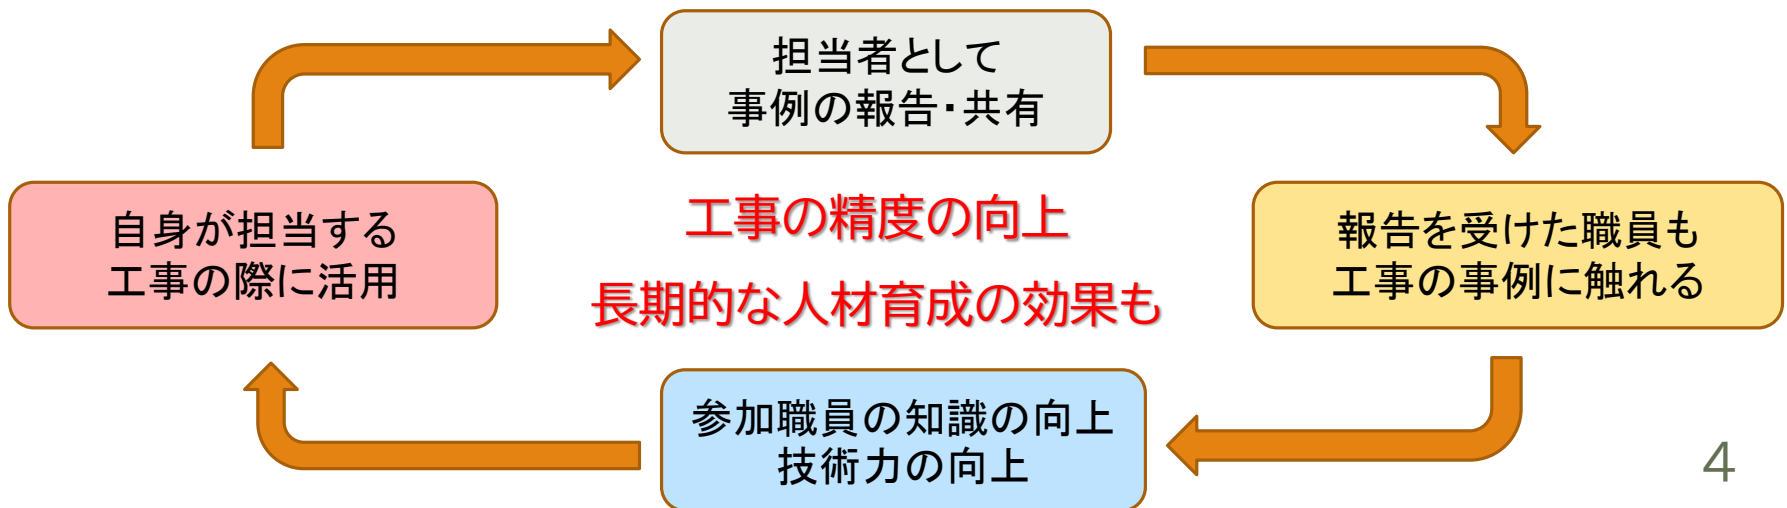 担当者として
事例の報告・共有
自身が担当する
工事の際に活用
工事の精度の向上
長期的な人材育成の効果も
報告を受けた職員も
工事の事例に触れる
参加職員の知識の向上
技術力の向上
4